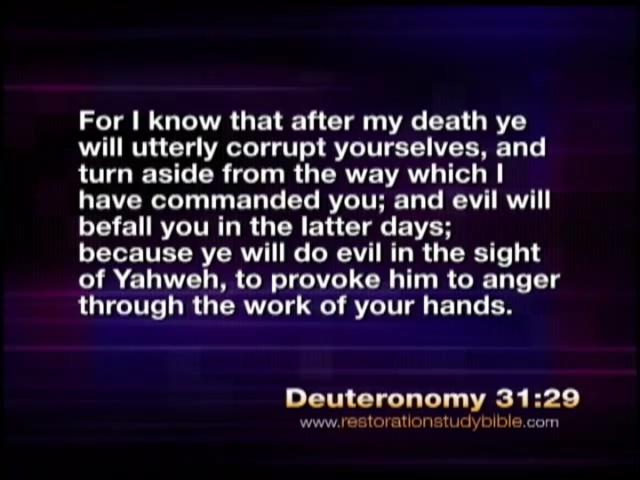 For I know that after my death ye
will utterly corrupt yourselves, and
turn aside from the way which I
have commanded you; and evil will
befall you in the latter days;
because ye will do evil in the sight
of Yahweh, to provoke him to anger
through the work of your hands.
Deuteronomy 31:29
www.restorationstudybible.com